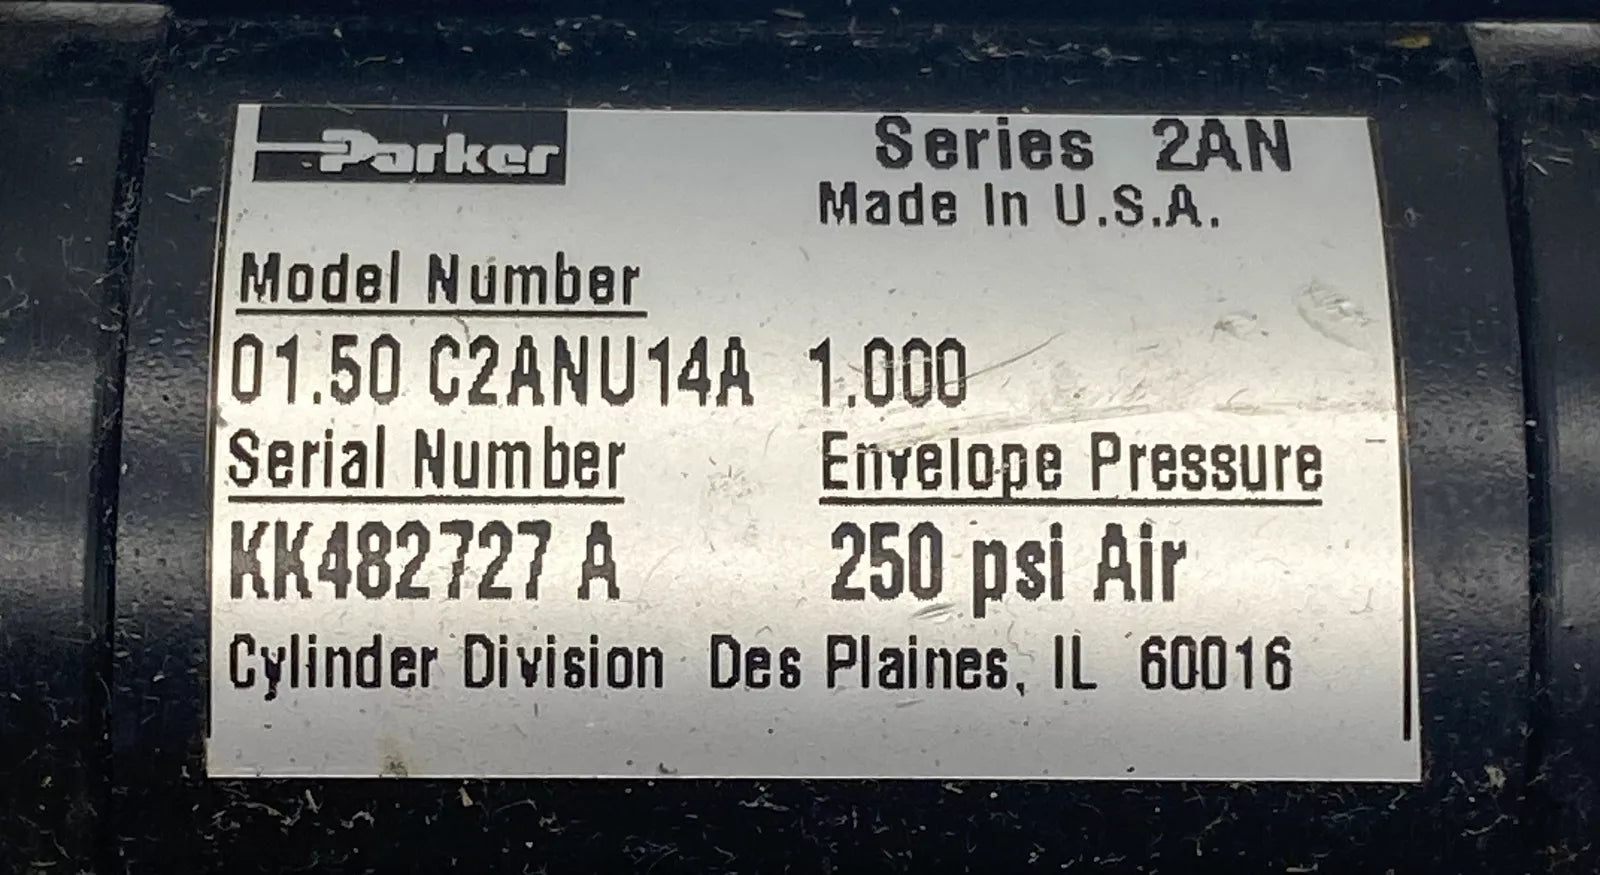 Parker
Series 2AN
Made In U.S.A.
Model Number
01.50 C2ANU14A 1.000
Serial Number Envelope Pressure
KK482727 A 250 psi Air
Cylinder Division Des Plaines, IL 60016